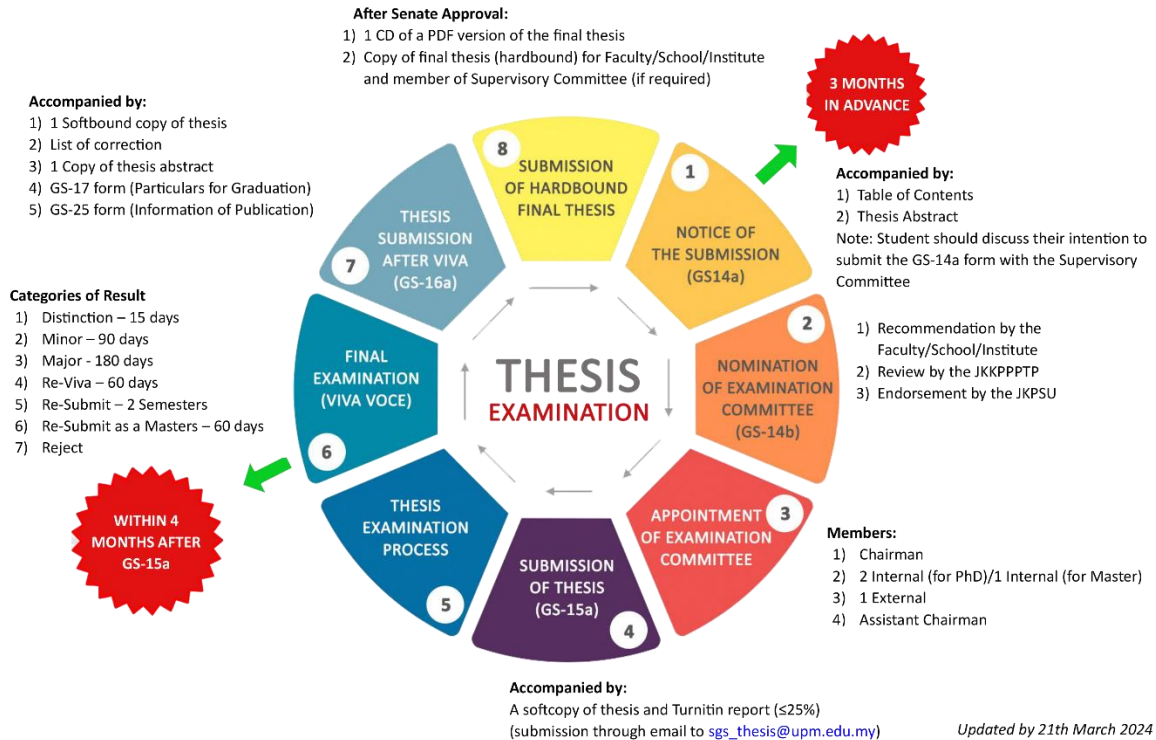 After Senate Approval:
1) 1 CD of a PDF version of the final thesis
2) Copy of final thesis (hardbound) for Faculty/School/Institute
and member of Supervisory Committee (if required)
3 MONTHS
IN ADVANCE
Accompanied by:
1) Table of Contents
2) Thesis Abstract
Note: Student should discuss their intention to
submit the GS-14a form with the Supervisory
Committee
Accompanied by:
1) 1 Softbound copy of thesis
2) List of correction
3) 1 Copy of thesis abstract
4) GS-17 form (Particulars for Graduation)
5) GS-25 form (Information of Publication)
8
SUBMISSION
OF HARDBOUND
FINAL THESIS
1
NOTICE OF
THE SUBMISSION
(GS14a)
2
NOMINATION
OF EXAMINATION
COMMITTEE
(GS-14b)
1) Recommendation by the
Faculty/School/Institute
2) Review by the JKKPPPTP
3) Endorsement by the JKPSU
3
APPOINTMENT
OF EXAMINATION
COMMITTEE
Members:
1) Chairman
2) 2 Internal (for PhD)/1 Internal (for Master)
3) 1 External
4) Assistant Chairman
SUBMISSION
OF THESIS
(GS-15a)
4
Accompanied by:
A softcopy of thesis and Turnitin report (≤25%)
(submission through email to sgs_thesis@upm.edu.my)
THESIS
EXAMINATION
PROCESS
5
FINAL
EXAMINATION
(VIVA VOCE)
6
Categories of Result
1) Distinction – 15 days
2) Minor – 90 days
3) Major - 180 days
4) Re-Viva – 60 days
5) Re-Submit – 2 Semesters
6) Re-Submit as a Masters – 60 days
7) Reject
WITHIN 4
MONTHS AFTER
GS-15a
THESIS
SUBMISSION
AFTER VIVA
(GS-16a)
7
THESIS
EXAMINATION
Updated by 21th March 2024